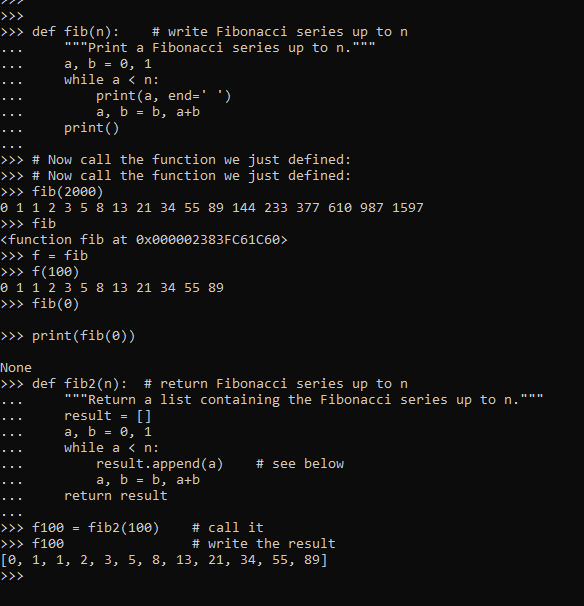 >>>
>>>
>>> def fib(n):    # write Fibonacci series up to n
...     """Print a Fibonacci series up to n."""
...     a, b = 0, 1
...     while a < n:
...         print(a, end=' ')
...         a, b = b, a+b
...     print()
...
>>> # Now call the function we just defined:
>>> # Now call the function we just defined:
>>> fib(2000)
0 1 1 2 3 5 8 13 21 34 55 89 144 233 377 610 987 1597
>>> fib
<function fib at 0x000002383FC61C60>
>>> f = fib
>>> f(100)
0 1 1 2 3 5 8 13 21 34 55 89
>>> fib(0)

>>> print(fib(0))

None
>>> def fib2(n):  # return Fibonacci series up to n
...     """Return a list containing the Fibonacci series up to n."""
...     result = []
...     a, b = 0, 1
...     while a < n:
...         result.append(a)    # see below
...         a, b = b, a+b
...     return result
...
>>> f100 = fib2(100)    # call it
>>> f100                # write the result
[0, 1, 1, 2, 3, 5, 8, 13, 21, 34, 55, 89]
>>>